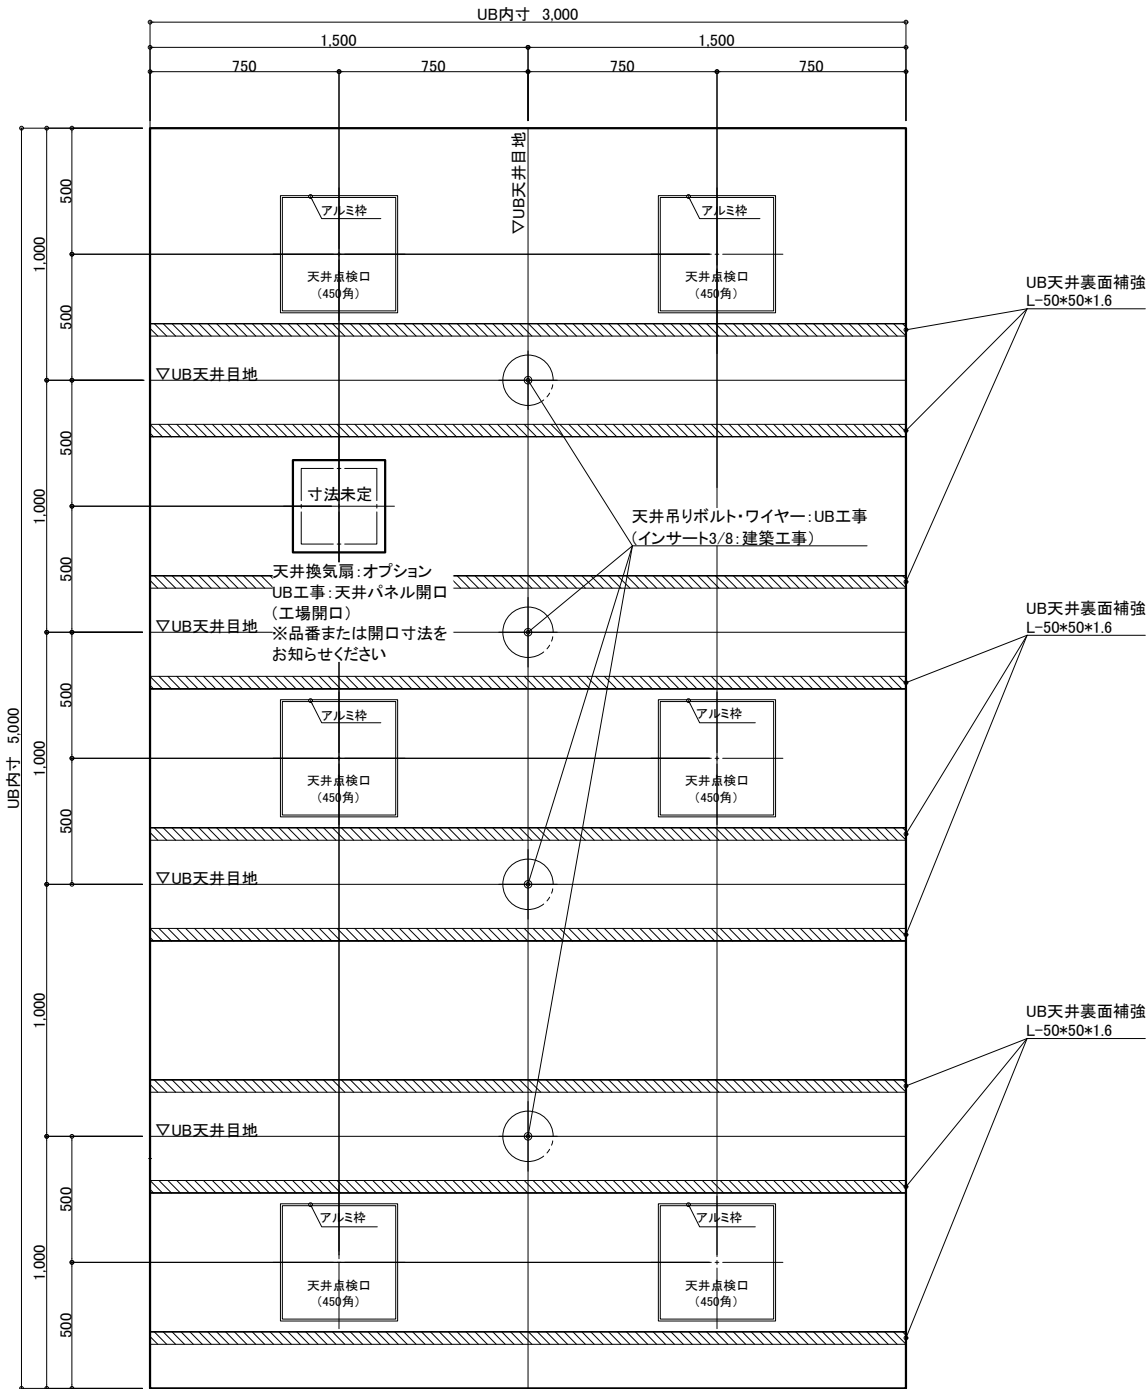 UB内寸 3,000
1,500
1,500
750
750
750
750
▽UB天井目地
500
アルミ枠
アルミ枠
1,000
天井点検口
(450角)
天井点検口
(450角)
UB天井裏面補強
L-50*50*1.6
500
▽UB天井目地
500
寸法未定
1,000
天井吊りボルト・ワイヤー:UB工事
(インサート3/8:建築工事)
500
天井換気扇:オプション
UB工事:天井パネル開口
(工場開口)
※品番または開口寸法を
お知らせください
▽UB天井目地
UB天井裏面補強
L-50*50*1.6
500
アルミ枠
アルミ枠
UB内寸 5,000
1,000
天井点検口
(450角)
天井点検口
(450角)
500
▽UB天井目地
1,000
UB天井裏面補強
L-50*50*1.6
▽UB天井目地
500
アルミ枠
アルミ枠
1,000
天井点検口
(450角)
天井点検口
(450角)
500